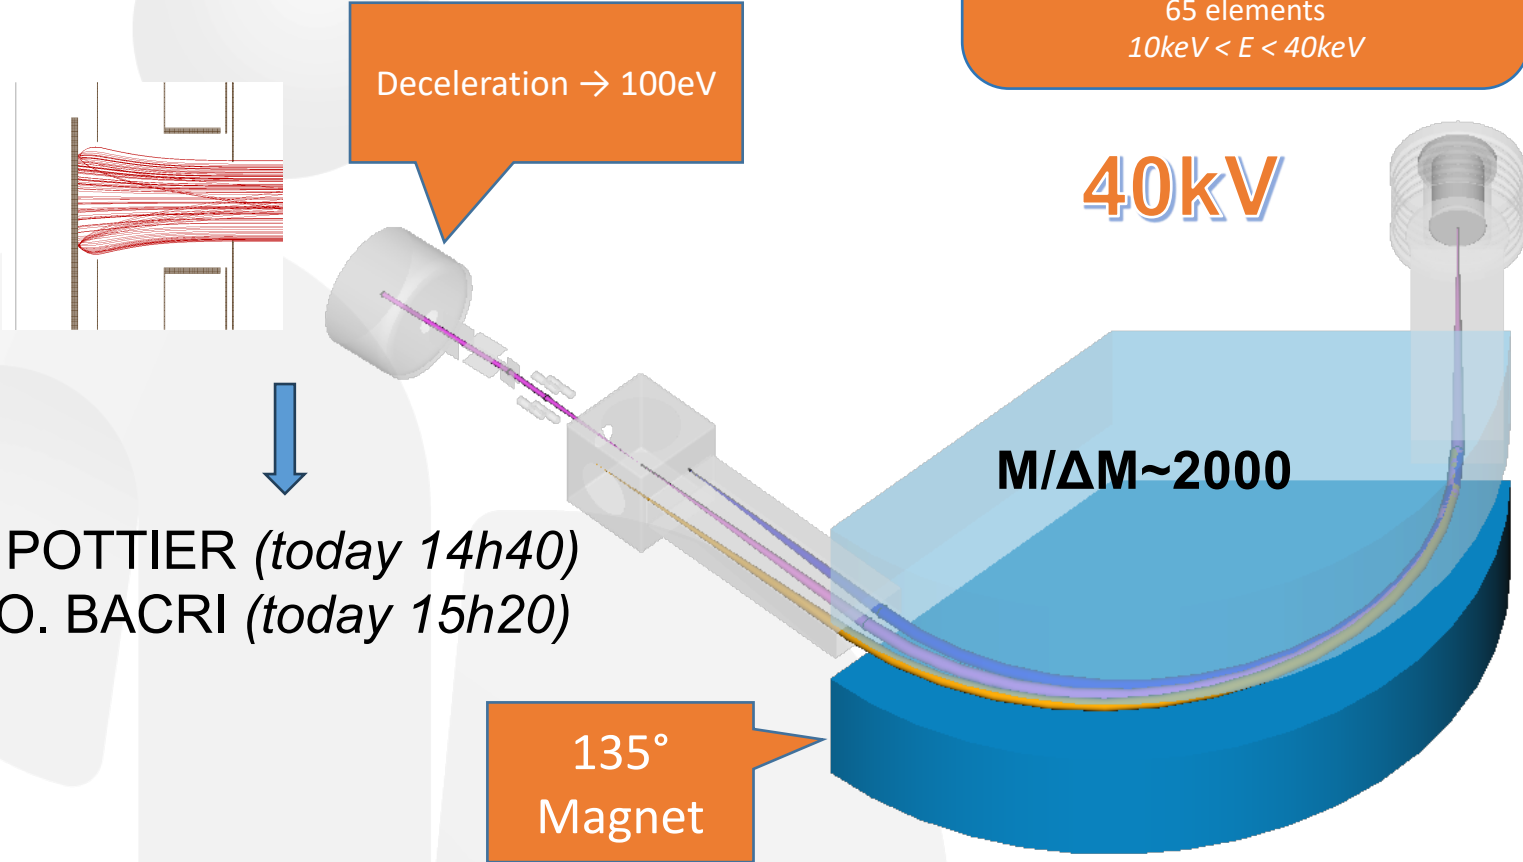 65 elements
10keV < E < 40keV
Deceleration → 100eV
40kV
M/ΔM~2000
POTTIER (today 14h40)
O. BACRI (today 15h20)
135°
Magnet